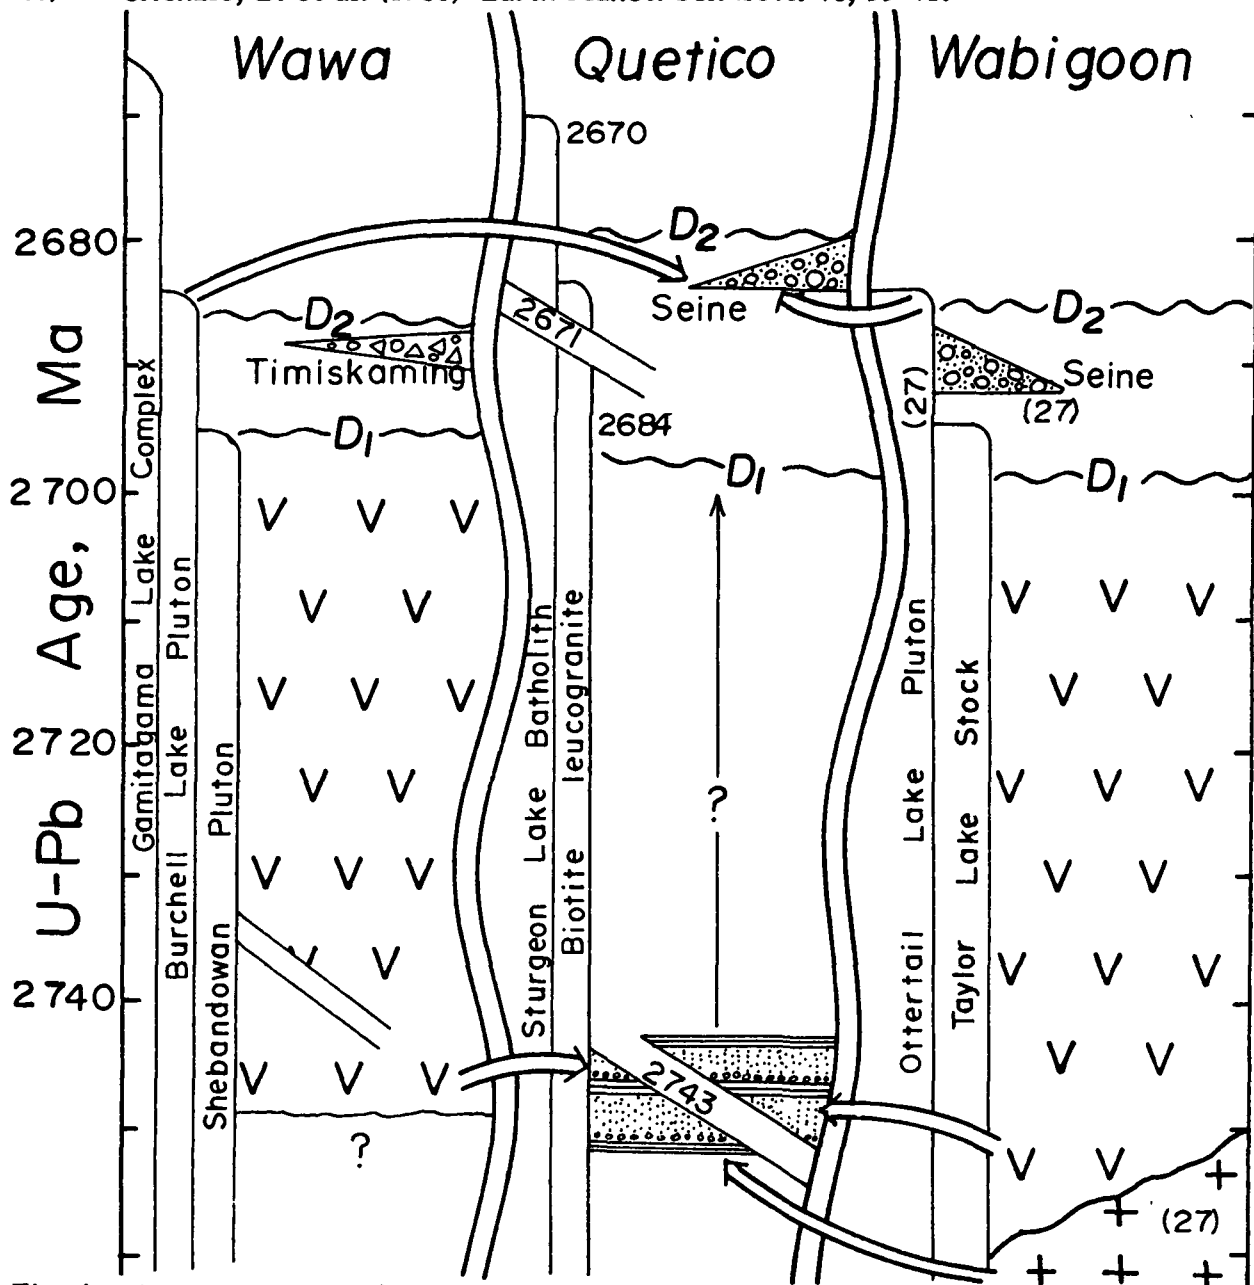 Wawa
Quetico
Wabigoon
2670
D2
2680
Seine
D2
D2
2671
Timiskaming
Seine
(27)
(27)
2684
D1
D1
D1
2700
?
2720
2740
2743
?
(27)
U-Pb Age, Ma
Gamitagama Lake Complex
Burchell Lake Pluton
Shebandowan Pluton
Sturgeon Lake Batholith
Biotite leucogranite
Ottertail Lake Pluton
Taylor Lake Stock